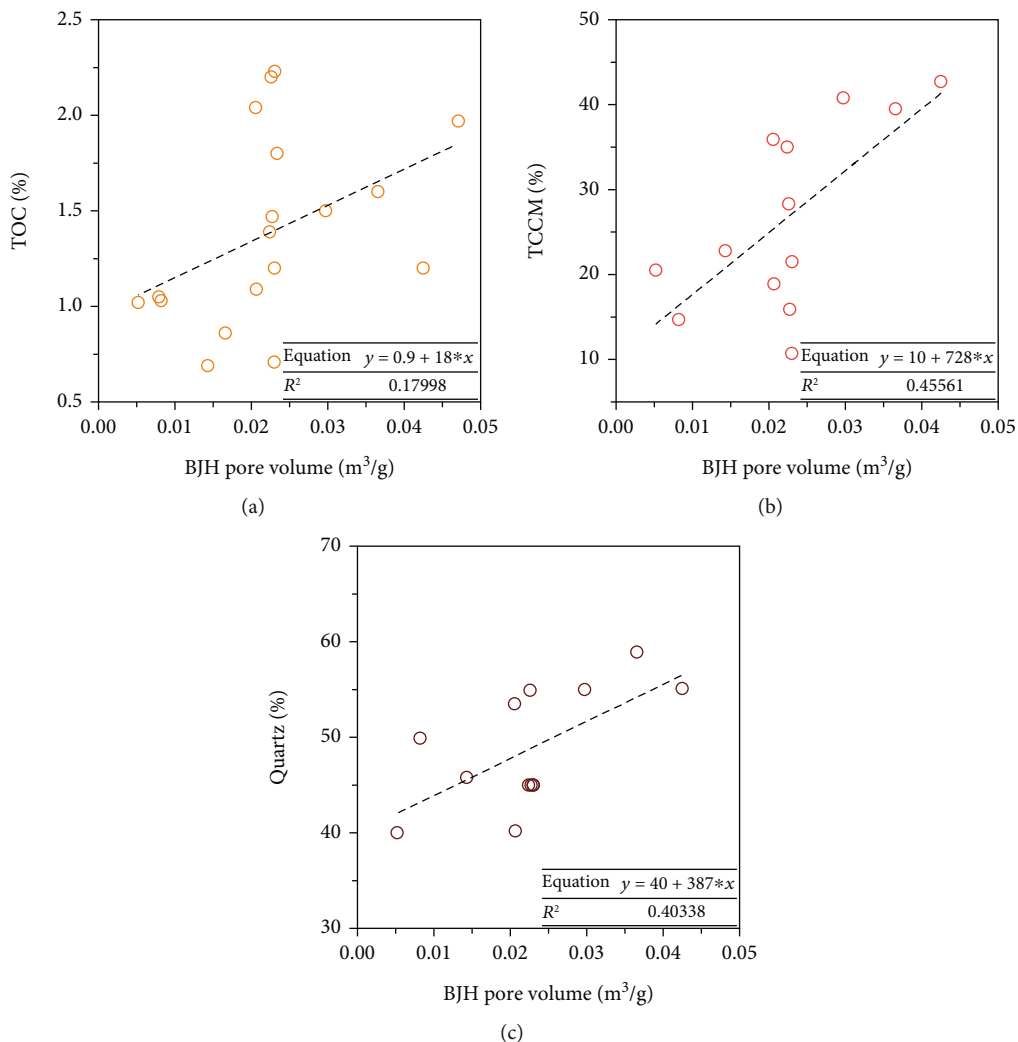 2.5
2.0
1.5
1.0
0.5
TOC (%)
Equation y = 0.9 + 18*x
R² 0.17998
0.00 0.01 0.02 0.03 0.04 0.05
BJH pore volume (m³/g)
(a)
50
40
30
20
10
TCCM (%)
Equation y = 10 + 728*x
R² 0.45561
0.00 0.01 0.02 0.03 0.04 0.05
BJH pore volume (m³/g)
(b)
70
60
50
40
30
Quartz (%)
Equation y = 40 + 387*x
R² 0.40338
0.00 0.01 0.02 0.03 0.04 0.05
BJH pore volume (m³/g)
(c)